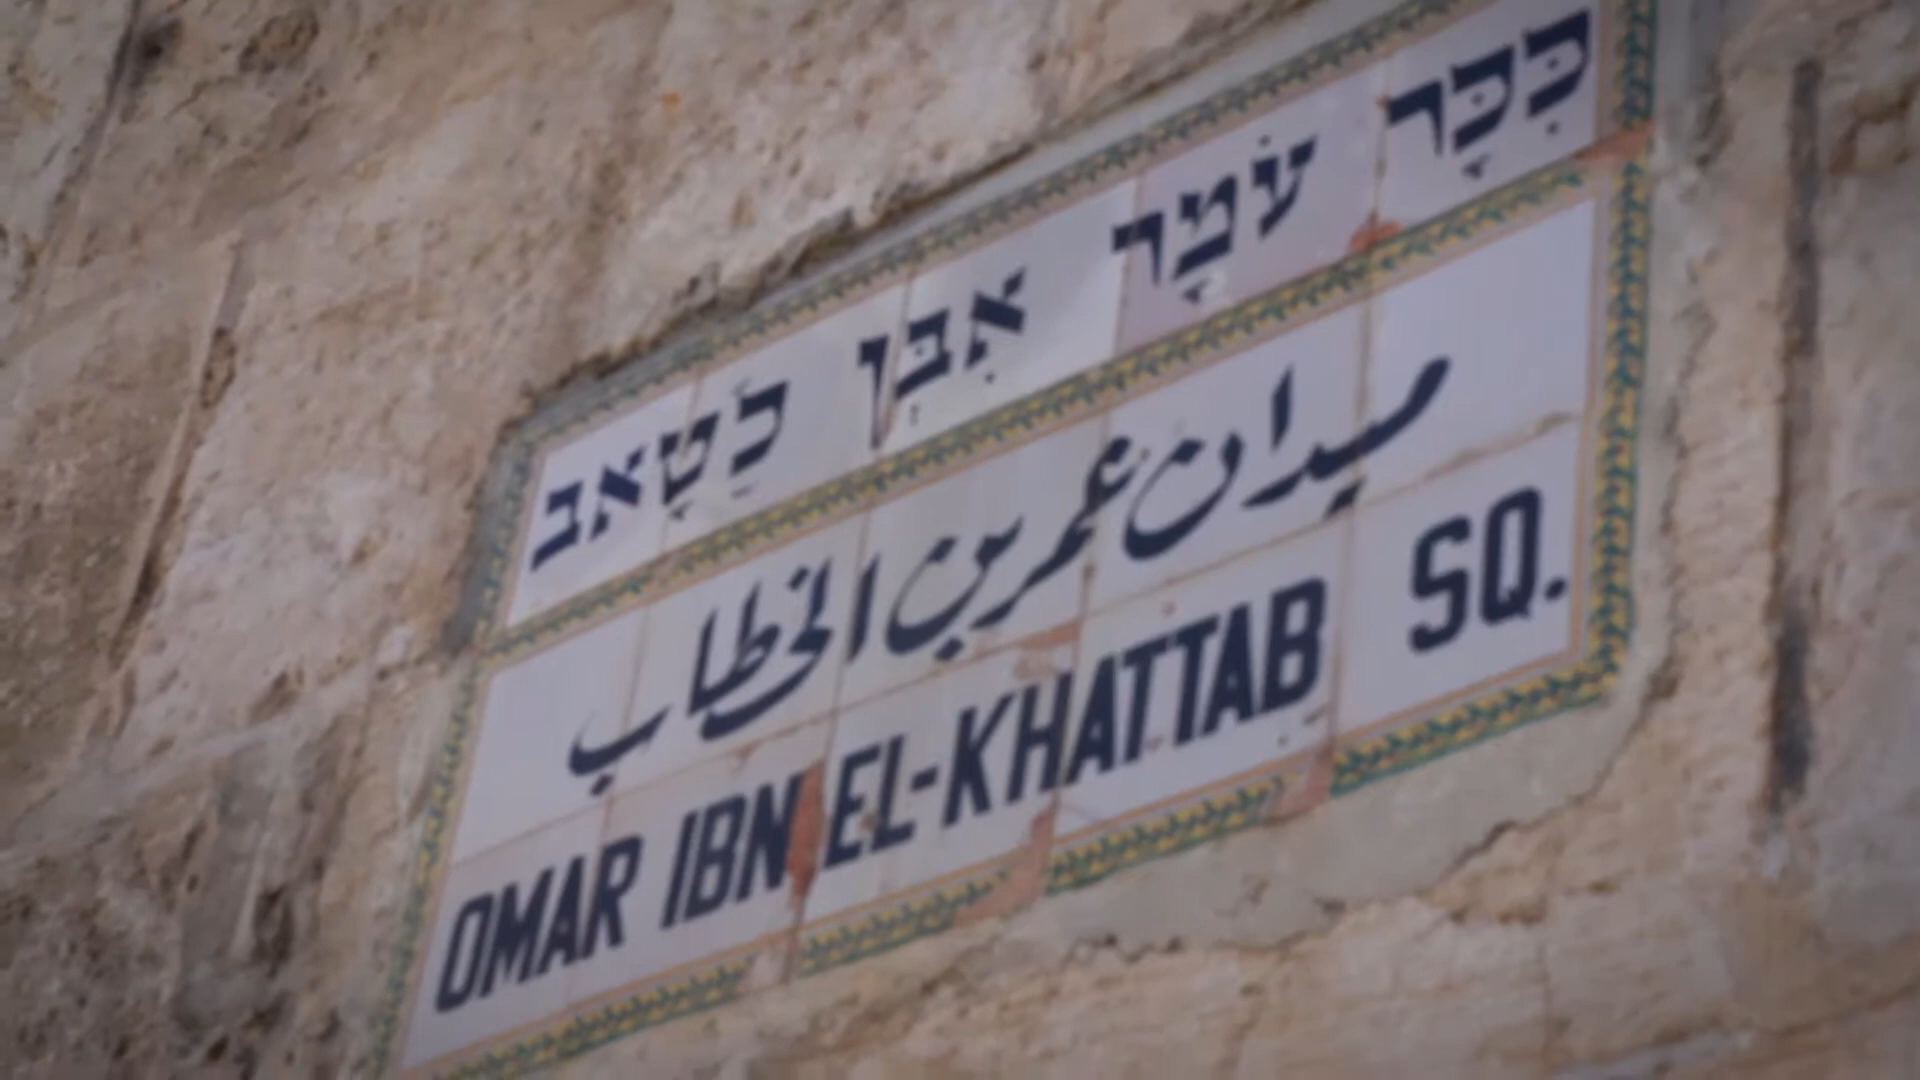 כִּכָּר עֹמָר אִבְּן כַטָאב
ميدان عمر بن الخطاب
OMAR IBN EL-KHATTAB SQ.